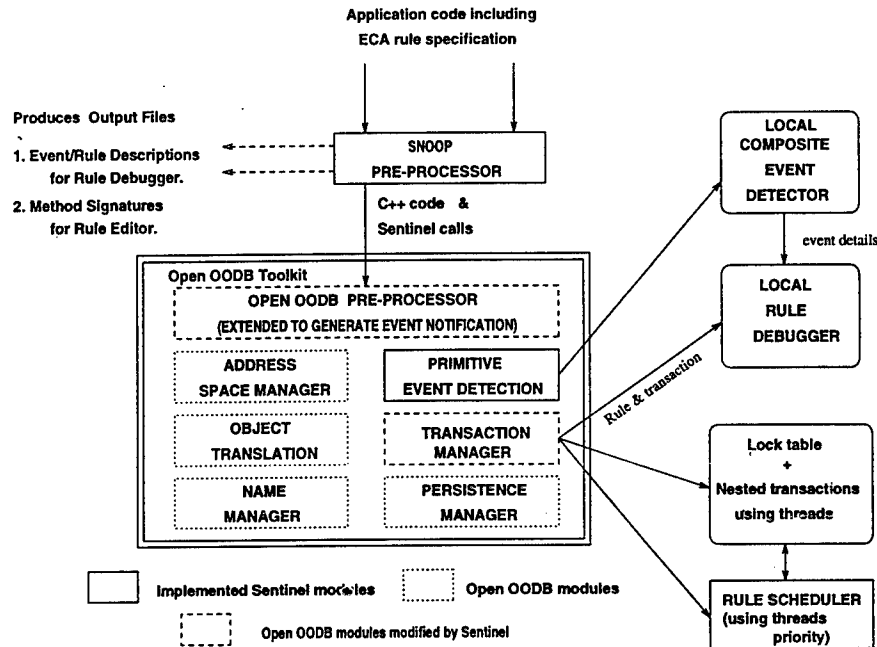 Application code including
ECA rule specification
Produces Output Files
1. Event/Rule Descriptions
for Rule Debugger.
2. Method Signatures
for Rule Editor.
SNOOP
PRE-PROCESSOR
C++ code &
Sentinel calls
LOCAL
COMPOSITE
EVENT
DETECTOR
event details
LOCAL
RULE
DEBUGGER
Open OODB Toolkit
OPEN OODB PRE-PROCESSOR
(EXTENDED TO GENERATE EVENT NOTIFICATION)
ADDRESS
SPACE MANAGER
PRIMITIVE
EVENT DETECTION
OBJECT
TRANSLATION
TRANSACTION
MANAGER
NAME
MANAGER
PERSISTENCE
MANAGER
Rule & transaction
Lock table
+
Nested transactions
using threads
RULE SCHEDULER
(using threads
priority)
Implemented Sentinel modules
Open OODB modules
Open OODB modules modified by Sentinel